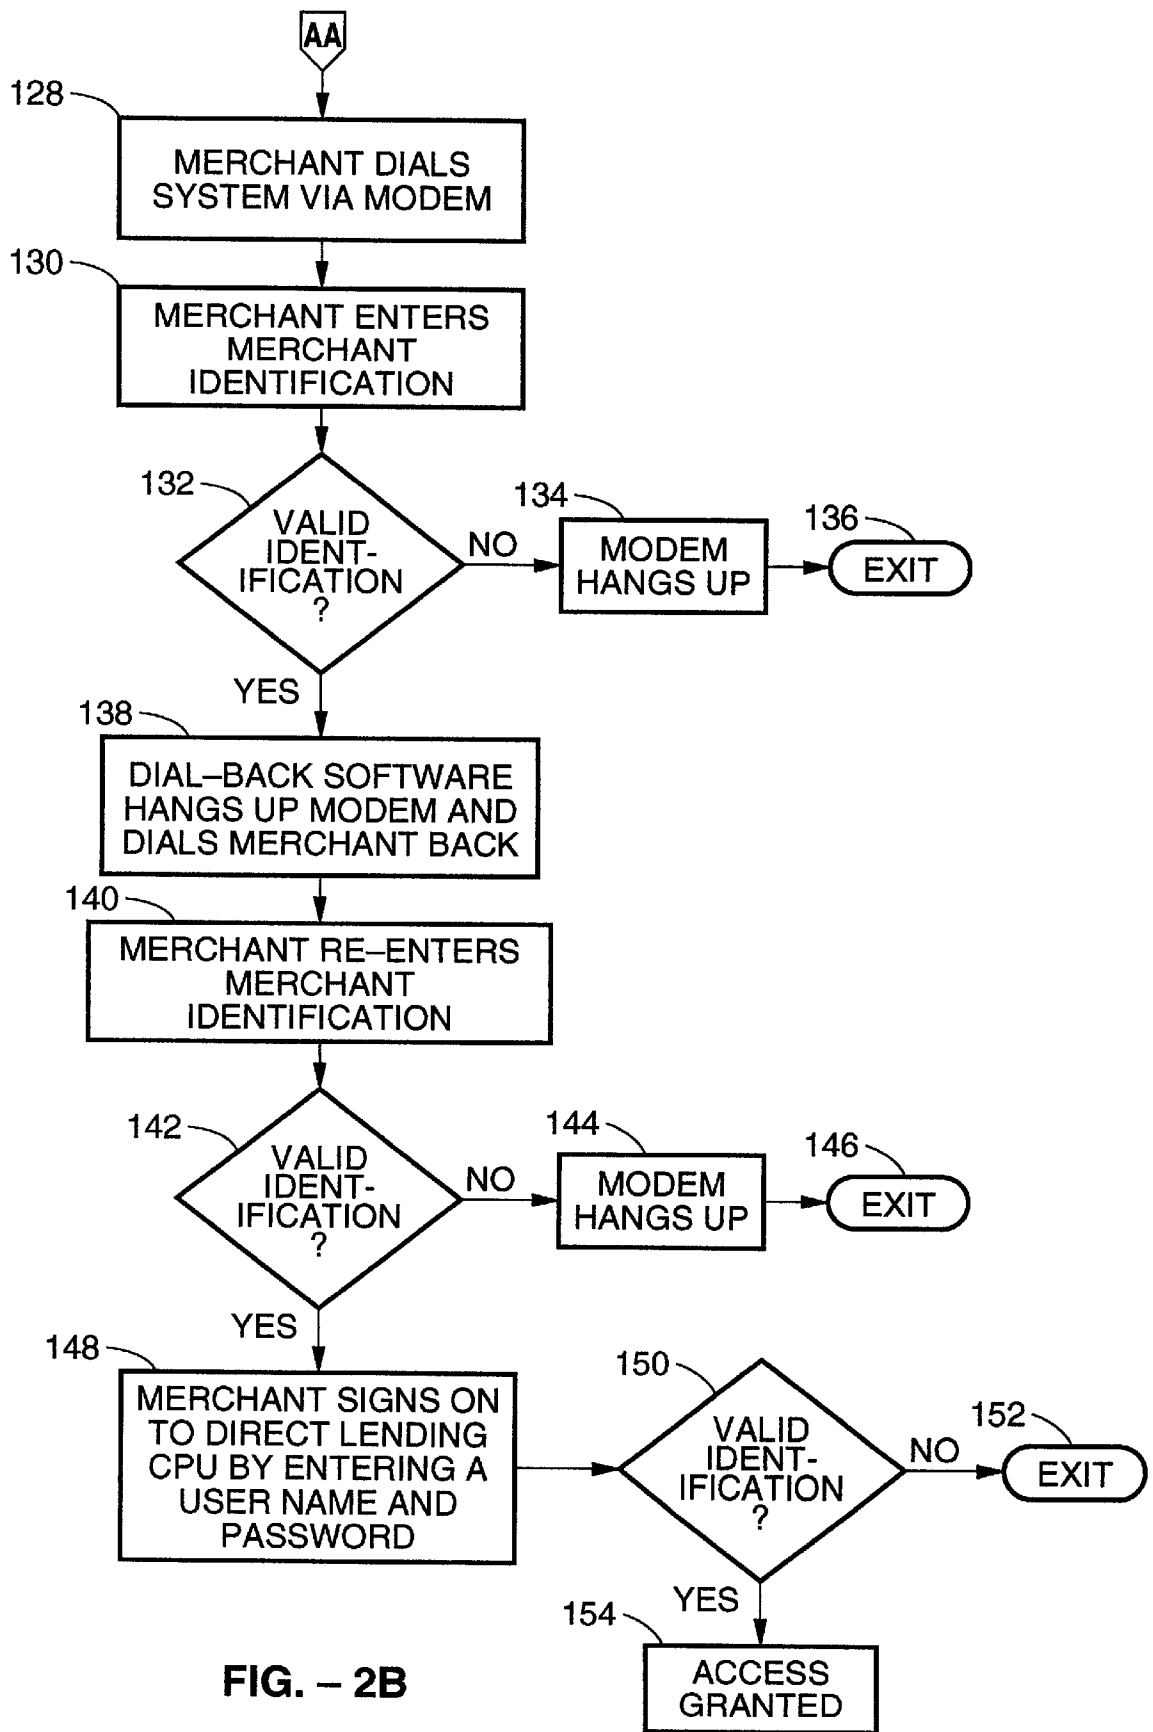 AA
128
MERCHANT DIALS
SYSTEM VIA MODEM
130
MERCHANT ENTERS
MERCHANT
IDENTIFICATION
132
VALID
IDENT-
IFICATION
?
NO
134
MODEM
HANGS UP
136
EXIT
YES
138
DIAL–BACK SOFTWARE
HANGS UP MODEM AND
DIALS MERCHANT BACK
140
MERCHANT RE–ENTERS
MERCHANT
IDENTIFICATION
142
VALID
IDENT-
IFICATION
?
NO
144
MODEM
HANGS UP
146
EXIT
YES
148
MERCHANT SIGNS ON
TO DIRECT LENDING
CPU BY ENTERING A
USER NAME AND
PASSWORD
150
VALID
IDENT-
IFICATION
?
NO
152
EXIT
YES
154
ACCESS
GRANTED
FIG. – 2B